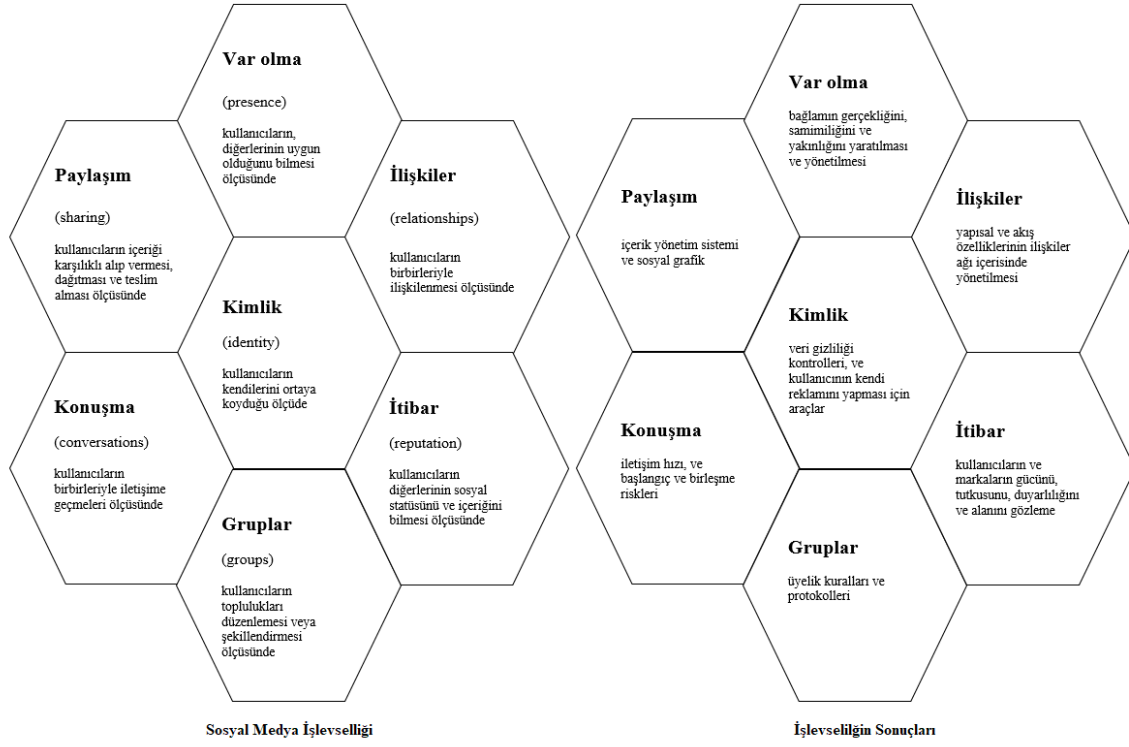 Var olma
(presence)
kullanıcıların,
diğerlerinin uygun
olduğunu bilmesi
ölçüsünde
Paylaşım
(sharing)
kullanıcıların içeriği
karşılıklı alıp vermesi,
dağıtması ve teslim
alması ölçüsünde
İlişkiler
(relationships)
kullanıcıların
birbirleriyle
ilişkilenmesi ölçüsünde
Kimlik
(identity)
kullanıcıların
kendilerini ortaya
koyduğu ölçüde
Konuşma
(conversations)
kullanıcıların
birbirleriyle iletişime
geçmeleri ölçüsünde
İtibar
(reputation)
kullanıcıların
diğerlerinin sosyal
statüsünü ve içeriğini
bilmesi ölçüsünde
Gruplar
(groups)
kullanıcıların
toplulukları
düzenlemesi veya
şekillendirmesi
ölçüsünde
Sosyal Medya İşlevselliği
Var olma
bağlamın gerçekliğini,
samimiliğini ve
yakınlığını yaratılması
ve yönetilmesi
Paylaşım
içerik yönetim sistemi
ve sosyal grafik
İlişkiler
yapısal ve akış
özelliklerinin ilişkiler
ağı içerisinde
yönetilmesi
Kimlik
veri gizliliği
kontrolleri, ve
kullanıcının kendi
reklamını yapması için
araçlar
Konuşma
iletişim hızı, ve
başlangıç ve birleşme
riskleri
İtibar
kullanıcıların ve
markaların gücünü,
tutkusunu, duyarlılığını
ve alanını gözleme
Gruplar
üyelik kuralları ve
protokolleri
İşlevselilğin Sonuçları